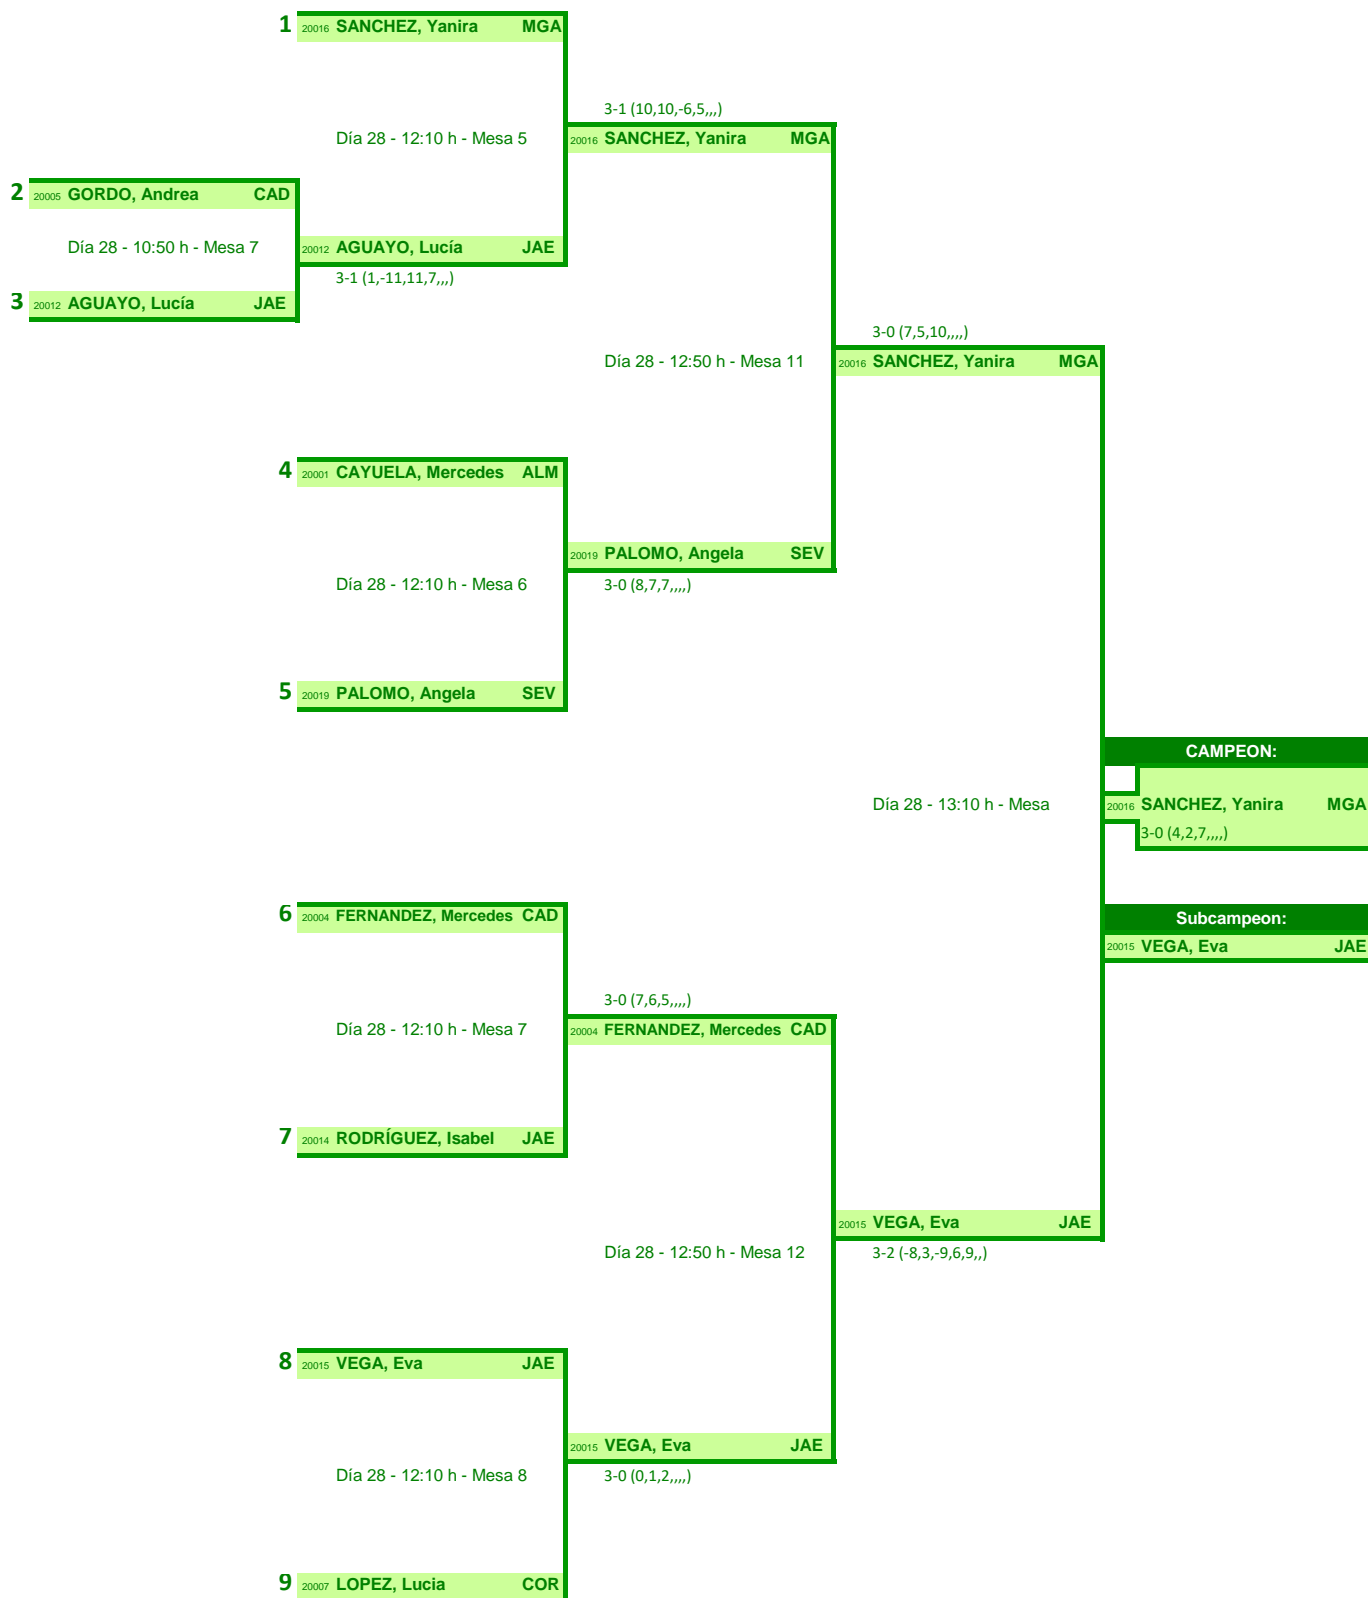 1 20016 SANCHEZ, Yanira MGA
3-1 (10,10,-6,5,,,)
Día 28 - 12:10 h - Mesa 5 20016 SANCHEZ, Yanira MGA
2 20005 GORDO, Andrea CAD
Día 28 - 10:50 h - Mesa 7 20012 AGUAYO, Lucía JAE
3-1 (1,-11,11,7,,,)
3 20012 AGUAYO, Lucía JAE
3-0 (7,5,10,,,,)
Día 28 - 12:50 h - Mesa 11 20016 SANCHEZ, Yanira MGA
4 20001 CAYUELA, Mercedes ALM
20019 PALOMO, Angela SEV
Día 28 - 12:10 h - Mesa 6 3-0 (8,7,7,,,,)
5 20019 PALOMO, Angela SEV
CAMPEON:
Día 28 - 13:10 h - Mesa 20016 SANCHEZ, Yanira MGA
3-0 (4,2,7,,,,)
6 20004 FERNANDEZ, Mercedes CAD
Subcampeon:
20015 VEGA, Eva JAE
3-0 (7,6,5,,,,)
Día 28 - 12:10 h - Mesa 7 20004 FERNANDEZ, Mercedes CAD
7 20014 RODRÍGUEZ, Isabel JAE
20015 VEGA, Eva JAE
Día 28 - 12:50 h - Mesa 12 3-2 (-8,3,-9,6,9,,)
8 20015 VEGA, Eva JAE
20015 VEGA, Eva JAE
Día 28 - 12:10 h - Mesa 8 3-0 (0,1,2,,,,)
9 20007 LOPEZ, Lucia COR